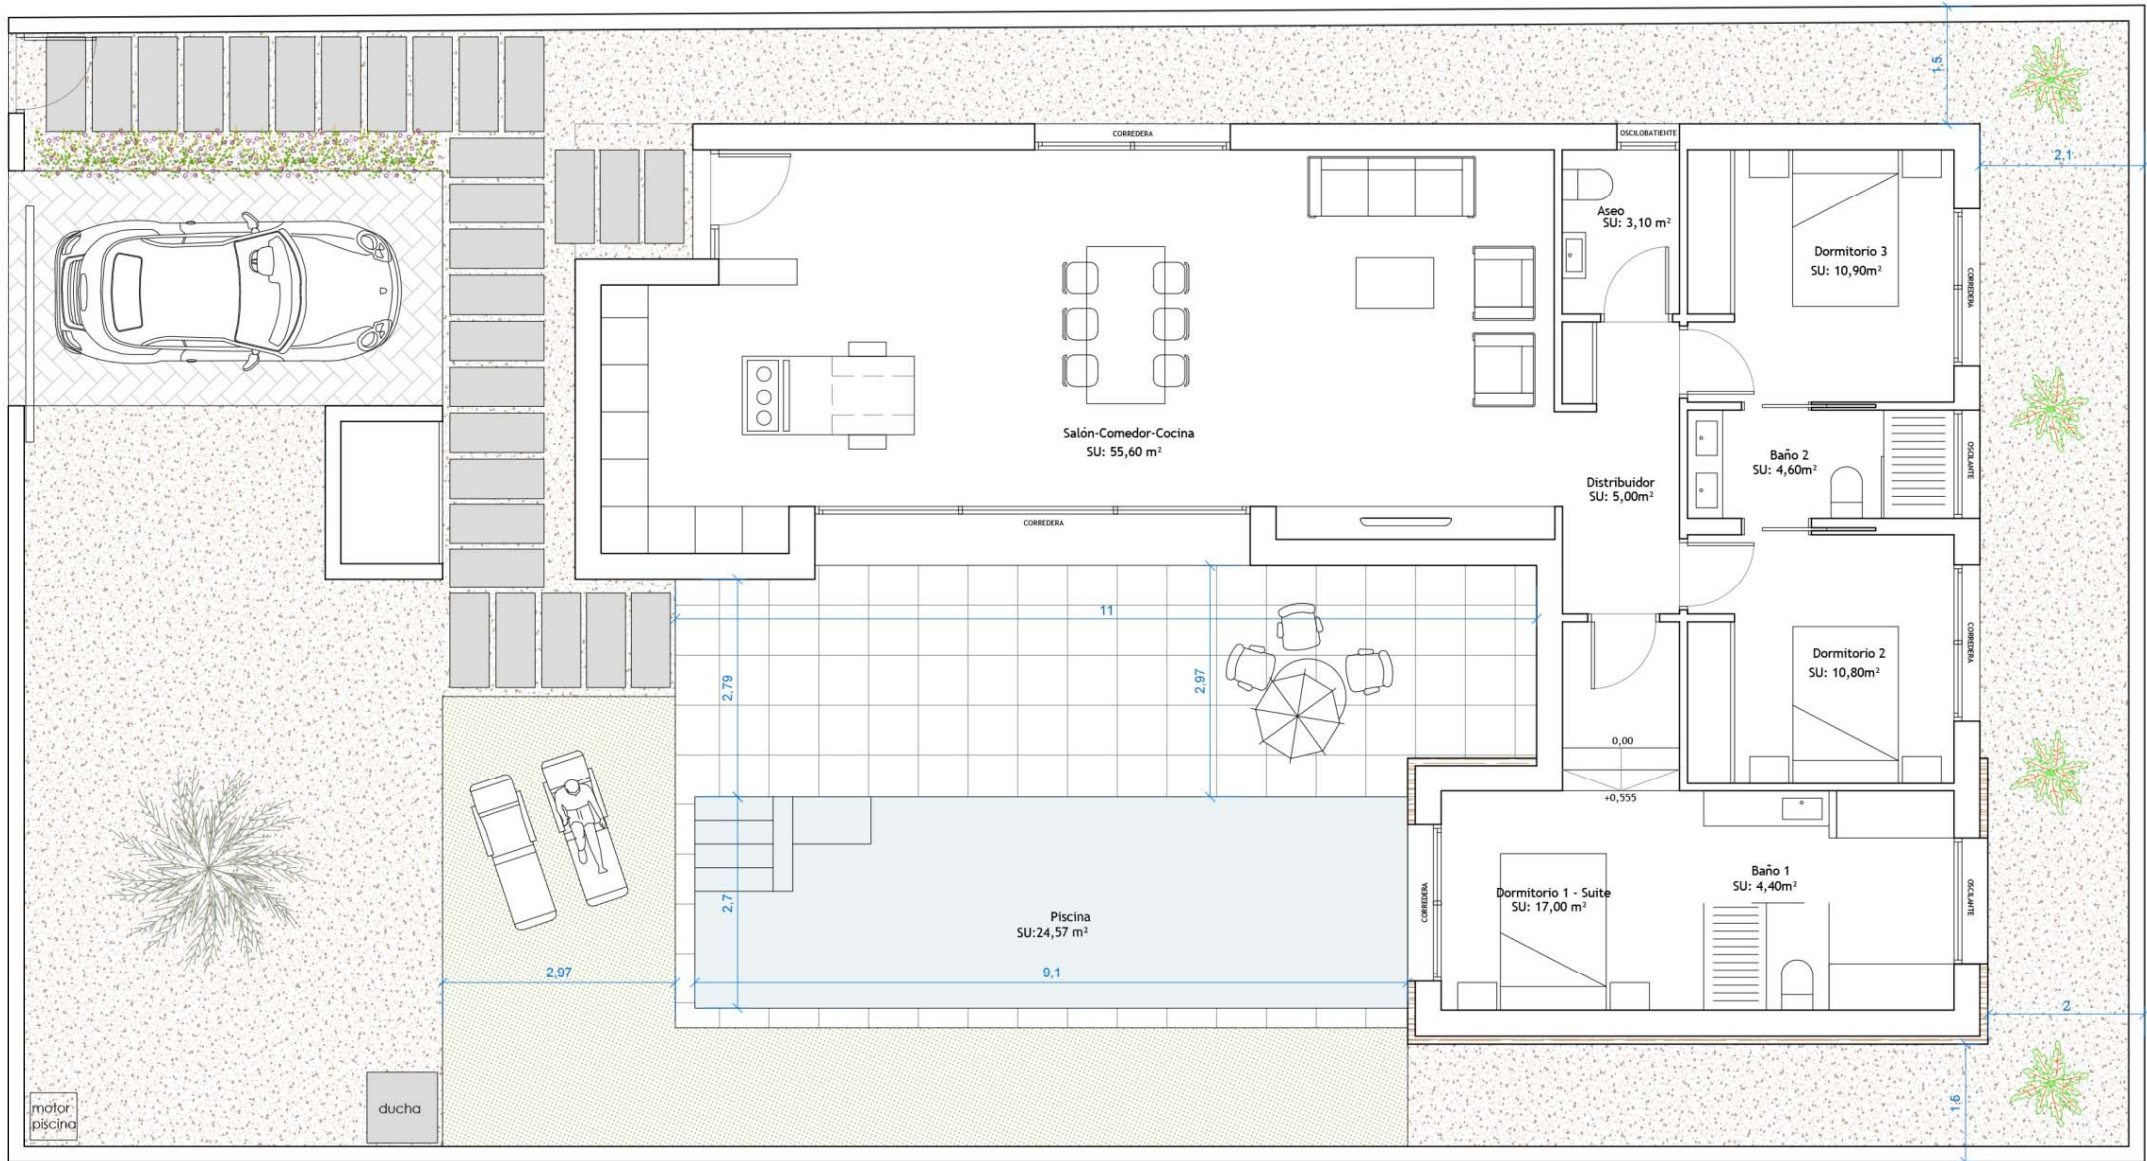 1.5
CORREDERA
OSCILOBATIENTE
2,1
Aseo
SU: 3,10 m²
Dormitorio 3
SU: 10,90m²
CORREDERA
Salón-Comedor-Cocina
SU: 55,60 m²
Baño 2
SU: 4,60m²
OSCILANTE
Distribuidor
SU: 5,00m²
CORREDERA
11
2,79
2,97
Dormitorio 2
SU: 10,80m²
CORREDERA
0,00
+0,555
Baño 1
SU: 4,40m²
Dormitorio 1 - Suite
SU: 17,00 m²
CORREDERA
OSCILANTE
2,7
Piscina
SU:24,57 m²
2,97
9,1
2
1.5
motor
piscina
ducha